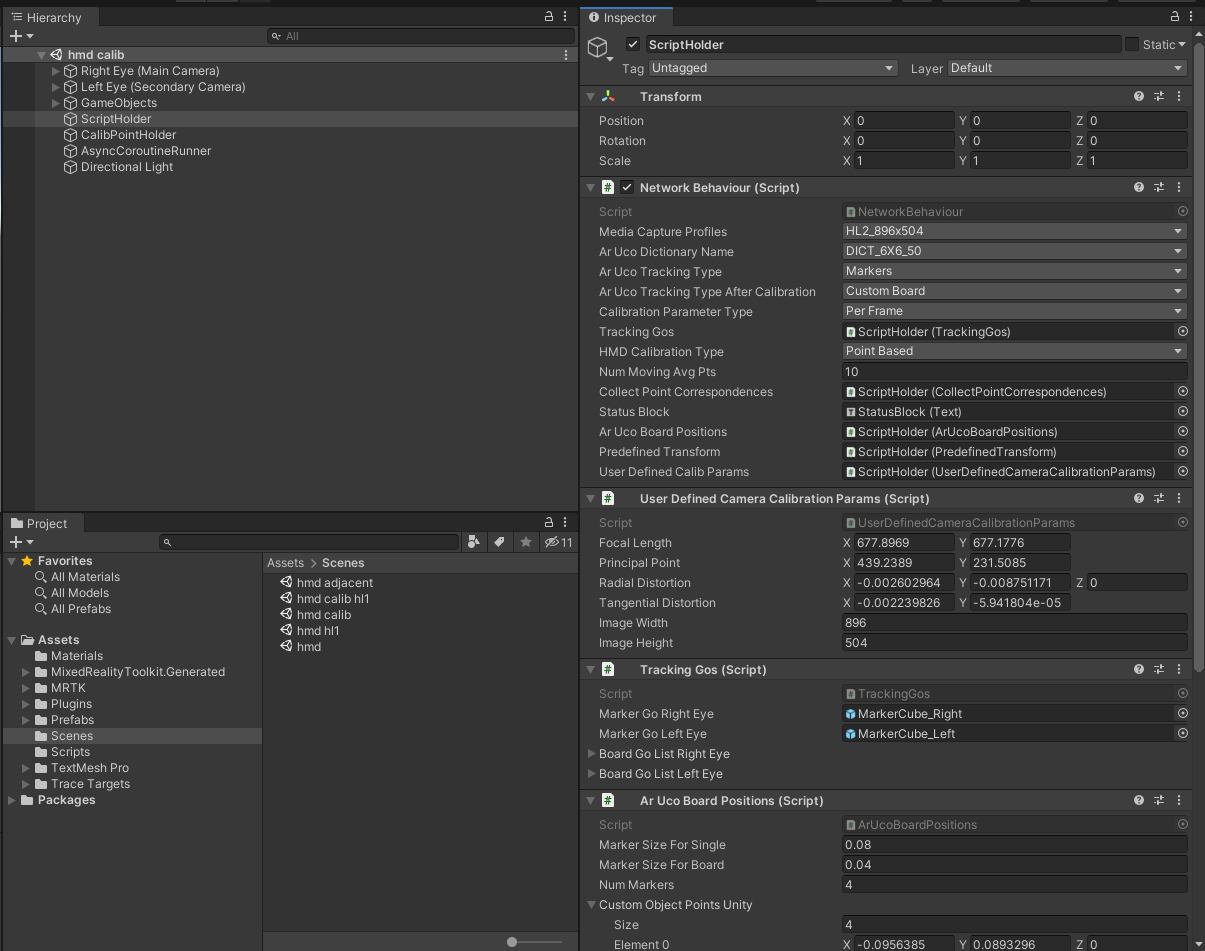 Hierarchy
All
hmd calib
Right Eye (Main Camera)
Left Eye (Secondary Camera)
GameObjects
ScriptHolder
CalibPointHolder
AsyncCoroutineRunner
Directional Light
Project
11
Favorites
All Materials
All Models
All Prefabs
Assets
Materials
MixedRealityToolkit.Generated
MRTK
Plugins
Prefabs
Scenes
Scripts
TextMesh Pro
Trace Targets
Packages
Assets > Scenes
hmd adjacent
hmd calib hl1
hmd calib
hmd hl1
hmd
Inspector
ScriptHolder Static
Tag Untagged Layer Default
Transform
Position X 0 Y 0 Z 0
Rotation X 0 Y 0 Z 0
Scale X 1 Y 1 Z 1
# Network Behaviour (Script)
Script NetworkBehaviour
Media Capture Profiles HL2_896x504
Ar Uco Dictionary Name DICT_6X6_50
Ar Uco Tracking Type Markers
Ar Uco Tracking Type After Calibration Custom Board
Calibration Parameter Type Per Frame
Tracking Gos ScriptHolder (TrackingGos)
HMD Calibration Type Point Based
Num Moving Avg Pts 10
Collect Point Correspondences ScriptHolder (CollectPointCorrespondences)
Status Block StatusBlock (Text)
Ar Uco Board Positions ScriptHolder (ArUcoBoardPositions)
Predefined Transform ScriptHolder (PredefinedTransform)
User Defined Calib Params ScriptHolder (UserDefinedCameraCalibrationParams)
# User Defined Camera Calibration Params (Script)
Script UserDefinedCameraCalibrationParams
Focal Length X 677.8969 Y 677.1776
Principal Point X 439.2389 Y 231.5085
Radial Distortion X -0.002602964 Y -0.008751171 Z 0
Tangential Distortion X -0.002239826 Y -5.941804e-05
Image Width 896
Image Height 504
# Tracking Gos (Script)
Script TrackingGos
Marker Go Right Eye MarkerCube_Right
Marker Go Left Eye MarkerCube_Left
Board Go List Right Eye
Board Go List Left Eye
# Ar Uco Board Positions (Script)
Script ArUcoBoardPositions
Marker Size For Single 0.08
Marker Size For Board 0.04
Num Markers 4
Custom Object Points Unity
Size 4
Element 0 X -0.0956385 Y 0.0893296 Z 0